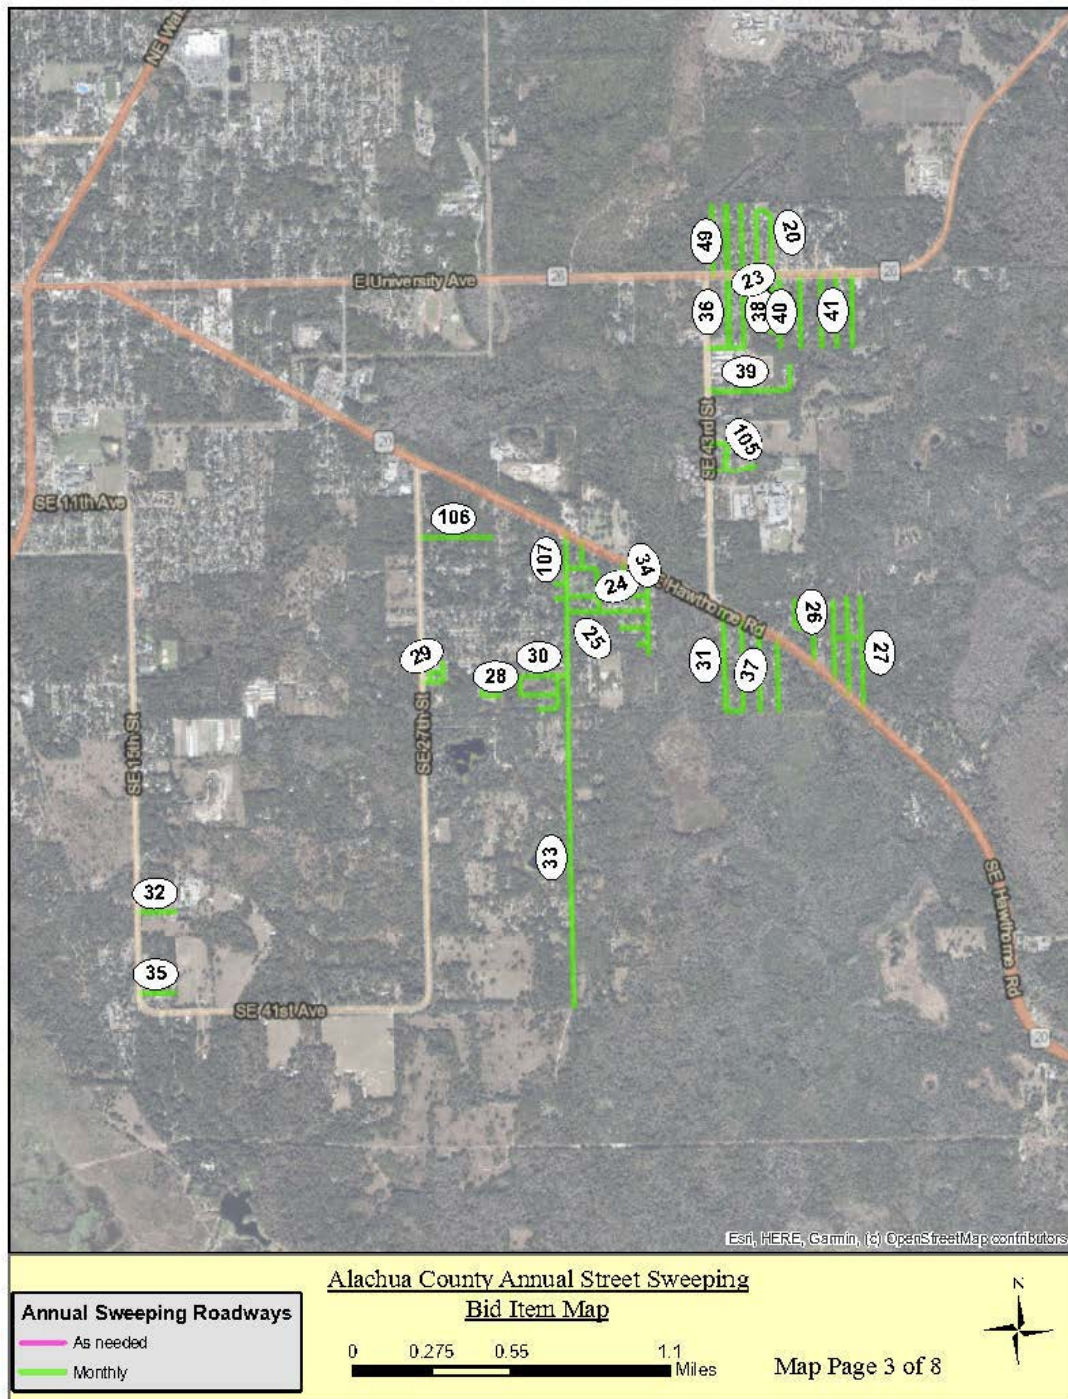 NE Wa
49
20
20
20
E University Ave
23
36
38
40
41
39
SE 43rd St
105
20
SE 11th Ave
106
107
34
24
SE Hawthorne Rd
26
25
27
31
37
29
30
28
SE 15th St
SE 27th St
33
32
35
SE 41st Ave
SE Hawthorne Rd
20
Esri, HERE, Garmin, (c) OpenStreetMap contributors
Alachua County Annual Street Sweeping
Bid Item Map
N
Annual Sweeping Roadways
As needed
Monthly
0 0.275 0.55 1.1
Miles
Map Page 3 of 8